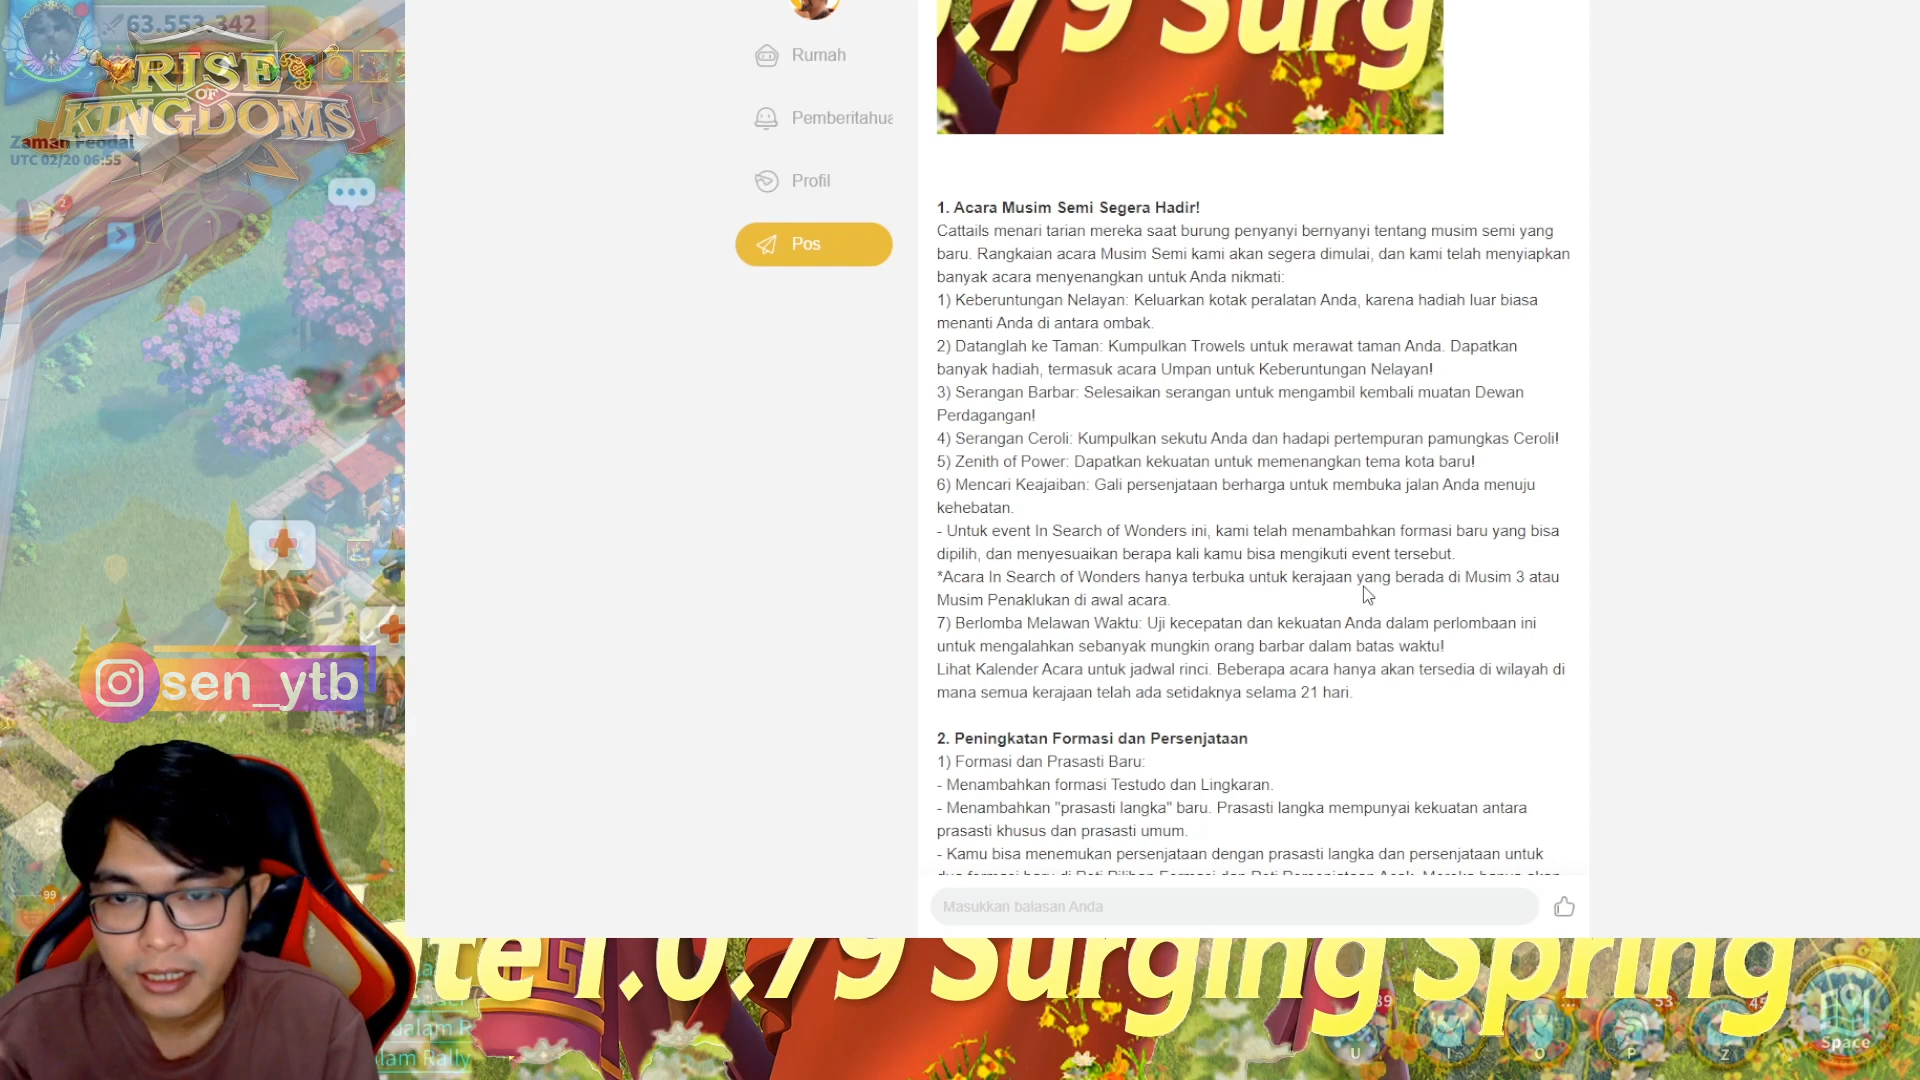 63.553.342
RISE
OF
KINGDOMS
Zaman Feodal
UTC 02/20 06:55
2
sen_ytb
99
Rumah
Pemberitahua
Profil
Pos
0.79 Surgi
1. Acara Musim Semi Segera Hadir!
Cattails menari tarian mereka saat burung penyanyi bernyanyi tentang musim semi yang
baru. Rangkaian acara Musim Semi kami akan segera dimulai, dan kami telah menyiapkan
banyak acara menyenangkan untuk Anda nikmati:
1) Keberuntungan Nelayan: Keluarkan kotak peralatan Anda, karena hadiah luar biasa
menanti Anda di antara ombak.
2) Datanglah ke Taman: Kumpulkan Trowels untuk merawat taman Anda. Dapatkan
banyak hadiah, termasuk acara Umpan untuk Keberuntungan Nelayan!
3) Serangan Barbar: Selesaikan serangan untuk mengambil kembali muatan Dewan
Perdagangan!
4) Serangan Ceroli: Kumpulkan sekutu Anda dan hadapi pertempuran pamungkas Ceroli!
5) Zenith of Power: Dapatkan kekuatan untuk memenangkan tema kota baru!
6) Mencari Keajaiban: Gali persenjataan berharga untuk membuka jalan Anda menuju
kehebatan.
- Untuk event In Search of Wonders ini, kami telah menambahkan formasi baru yang bisa
dipilih, dan menyesuaikan berapa kali kamu bisa mengikuti event tersebut.
*Acara In Search of Wonders hanya terbuka untuk kerajaan yang berada di Musim 3 atau
Musim Penaklukan di awal acara.
7) Berlomba Melawan Waktu: Uji kecepatan dan kekuatan Anda dalam perlombaan ini
untuk mengalahkan sebanyak mungkin orang barbar dalam batas waktu!
Lihat Kalender Acara untuk jadwal rinci. Beberapa acara hanya akan tersedia di wilayah di
mana semua kerajaan telah ada setidaknya selama 21 hari.
2. Peningkatan Formasi dan Persenjataan
1) Formasi dan Prasasti Baru:
- Menambahkan formasi Testudo dan Lingkaran.
- Menambahkan "prasasti langka" baru. Prasasti langka mempunyai kekuatan antara
prasasti khusus dan prasasti umum.
- Kamu bisa menemukan persenjataan dengan prasasti langka dan persenjataan untuk
Masukkan balasan Anda
te 1.0.79 Surging Spring
dalam R
lam Rally
39
53
45
U
I
O
P
Z
Space